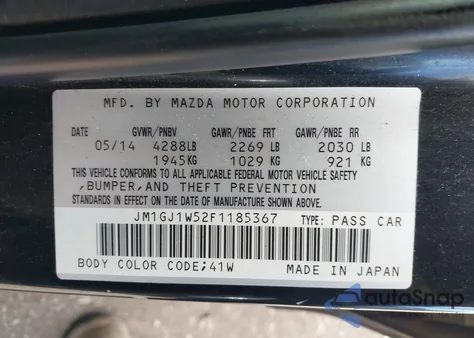 MFD. BY MAZDA MOTOR CORPORATION
GVWR/PNBV GAWR/PNBE FRT GAWR/PNBE RR
05/14 4288LB 2269 LB 2030 LB
1945KG 1029 KG 921 KG
THIS VEHICLE CONFORMS TO ALL APPLICABLE FEDERAL MOTOR VEHICLE SAFETY
,BUMPER,AND THEFT PREVENTION
STANDARDS IN EFFECT ON THE DATE OF MANUFACTURE SHOWN ABOVE.
JM1GJ1W52F1185367 TYPE: PASS CAR
BODY COLOR CODE;41W MADE IN JAPAN
autoSnap